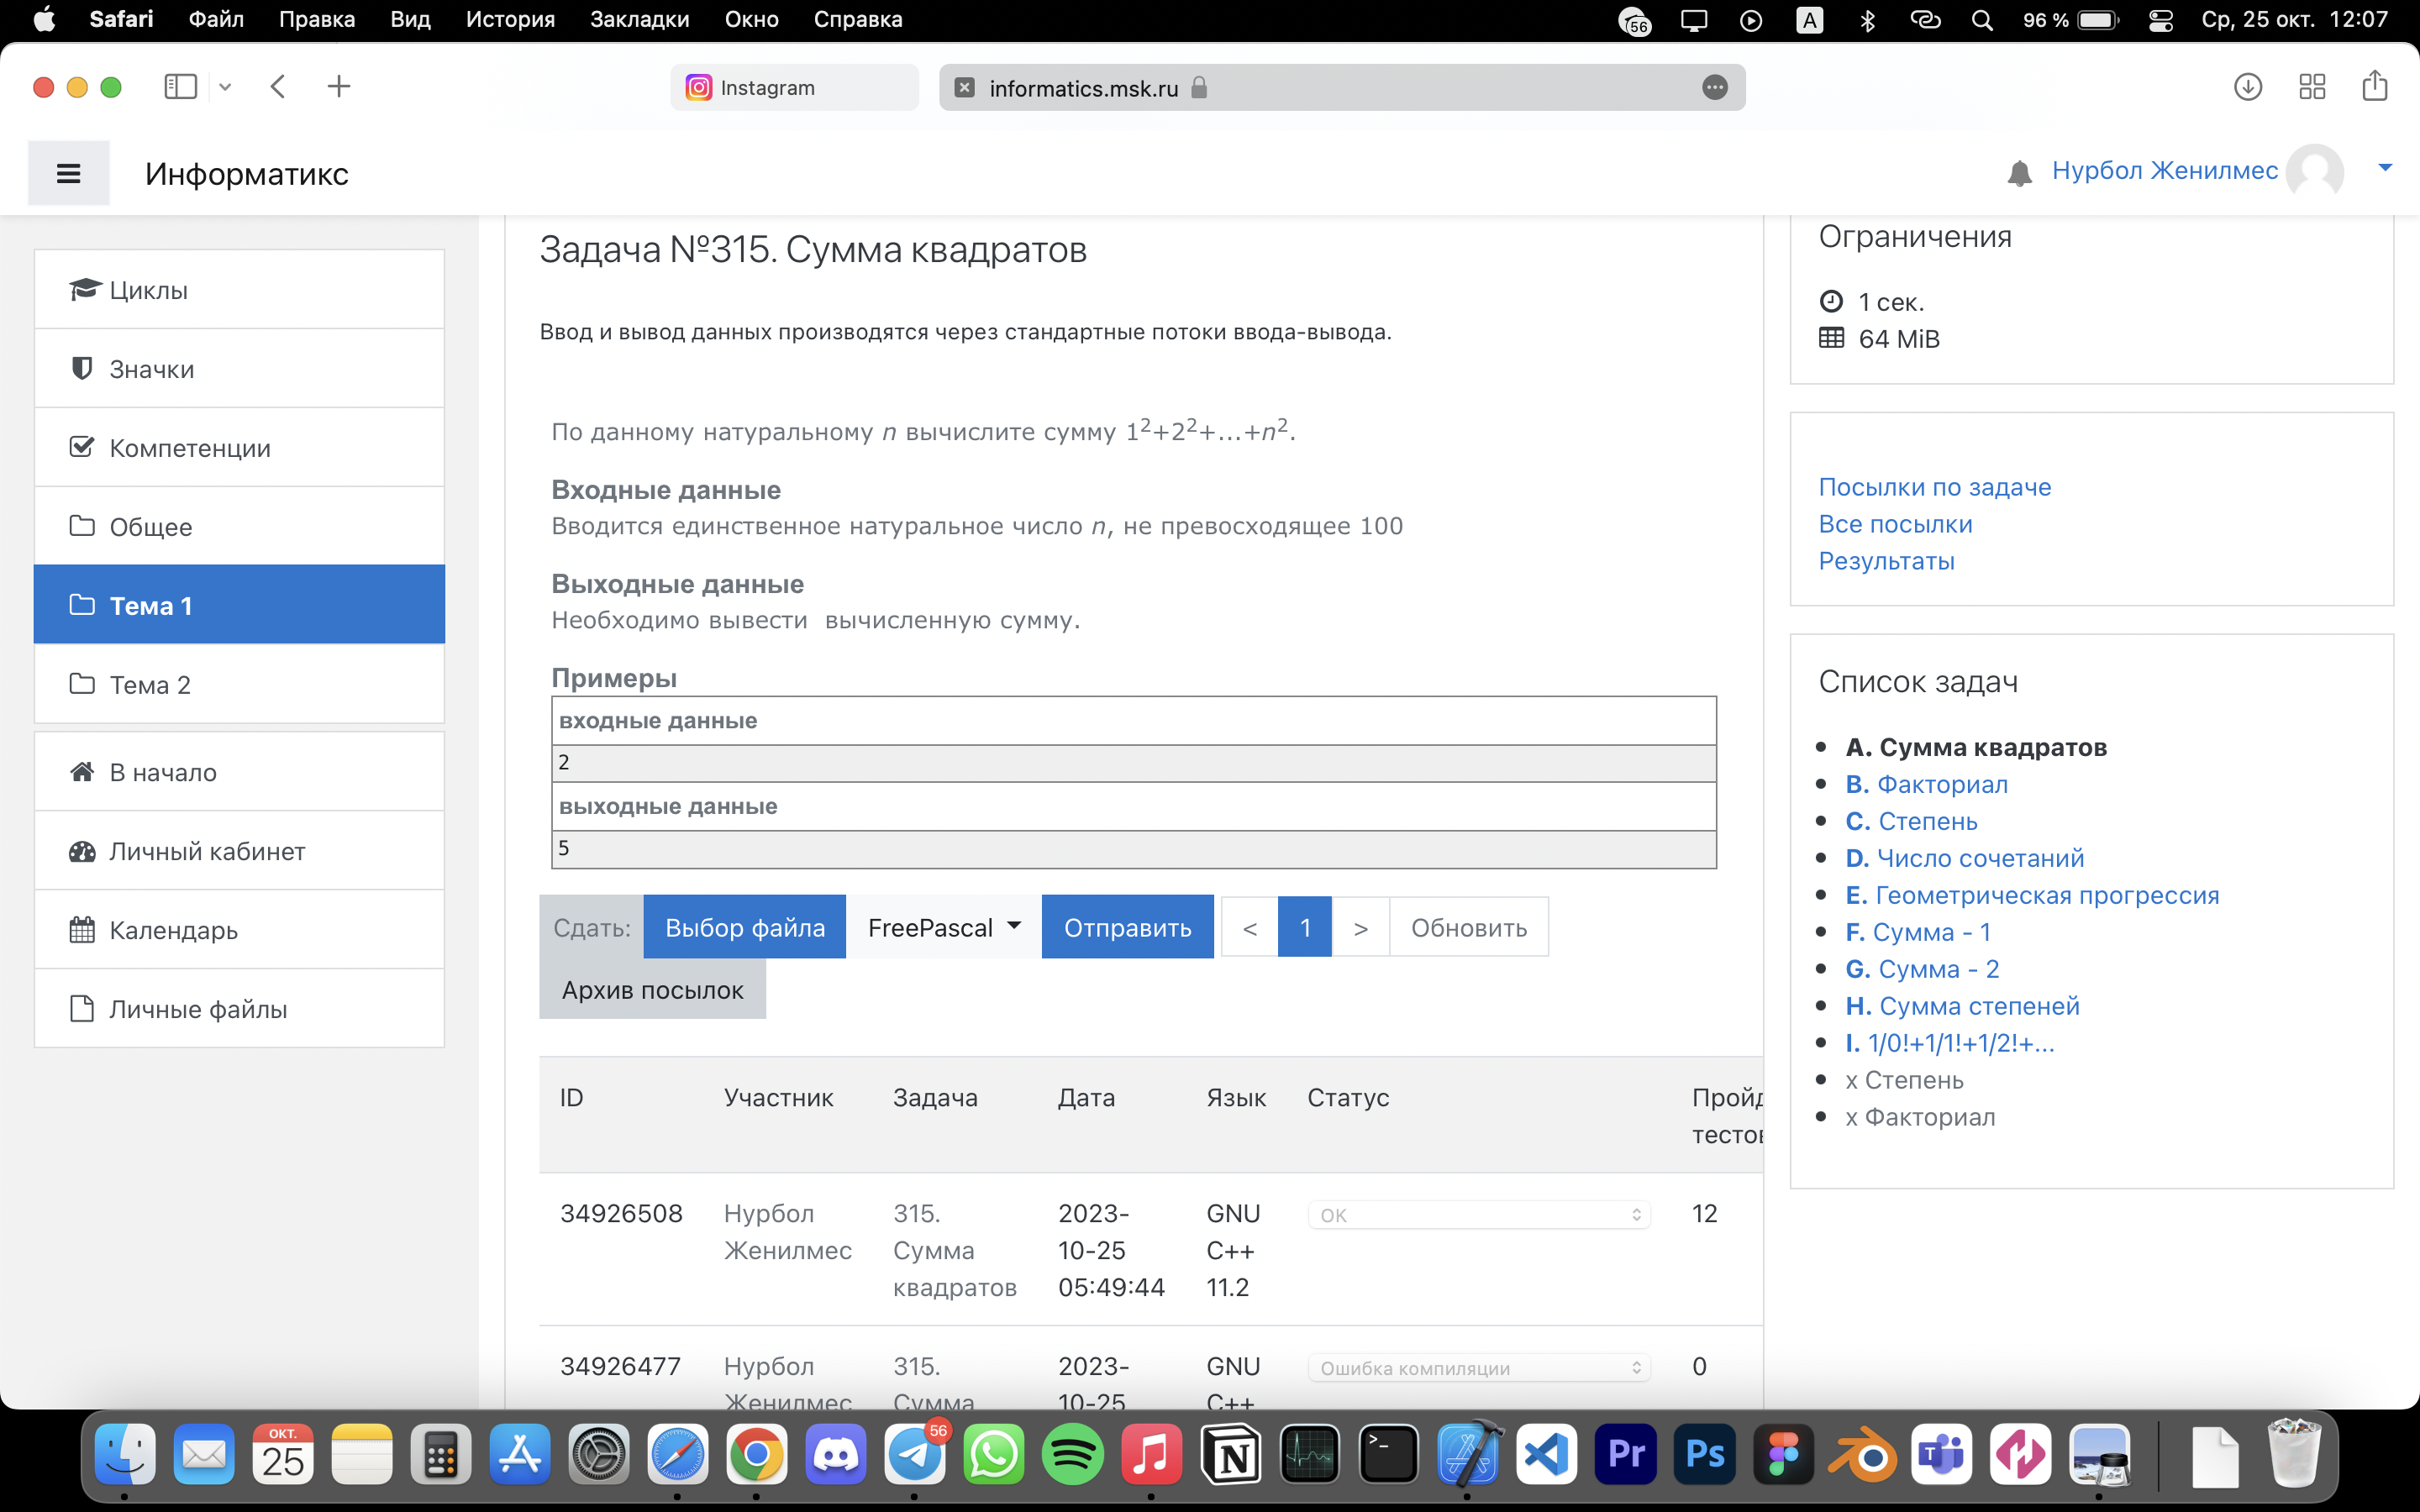 Safari Файл Правка Вид История Закладки Окно Справка
56 A 96 % Ср, 25 окт. 12:07
Instagram informatics.msk.ru
Информатикс
Нурбол Женилмес
Циклы
Значки
Компетенции
Общее
Тема 1
Тема 2
В начало
Личный кабинет
Календарь
Личные файлы
Задача №315. Сумма квадратов
Ввод и вывод данных производятся через стандартные потоки ввода-вывода.
По данному натуральному n вычислите сумму 1²+2²+...+n².
Входные данные
Вводится единственное натуральное число n, не превосходящее 100
Выходные данные
Необходимо вывести  вычисленную сумму.
Примеры
входные данные
2
выходные данные
5
Сдать: Выбор файла FreePascal Отправить < 1 > Обновить
Архив посылок
ID Участник Задача Дата Язык Статус Пройд
тестов
34926508 Нурбол 315. 2023- GNU OK 12
Женилмес Сумма 10-25 C++
квадратов 05:49:44 11.2
34926477 Нурбол 315. 2023- GNU Ошибка компиляции 0
Женилмес Сумма 10-25 C++
Ограничения
1 сек.
64 MiB
Посылки по задаче
Все посылки
Результаты
Список задач
A. Сумма квадратов
B. Факториал
C. Степень
D. Число сочетаний
E. Геометрическая прогрессия
F. Сумма - 1
G. Сумма - 2
H. Сумма степеней
I. 1/0!+1/1!+1/2!+...
x Степень
x Факториал
ОКТ.
25
56
N
>_
Pr
Ps
T